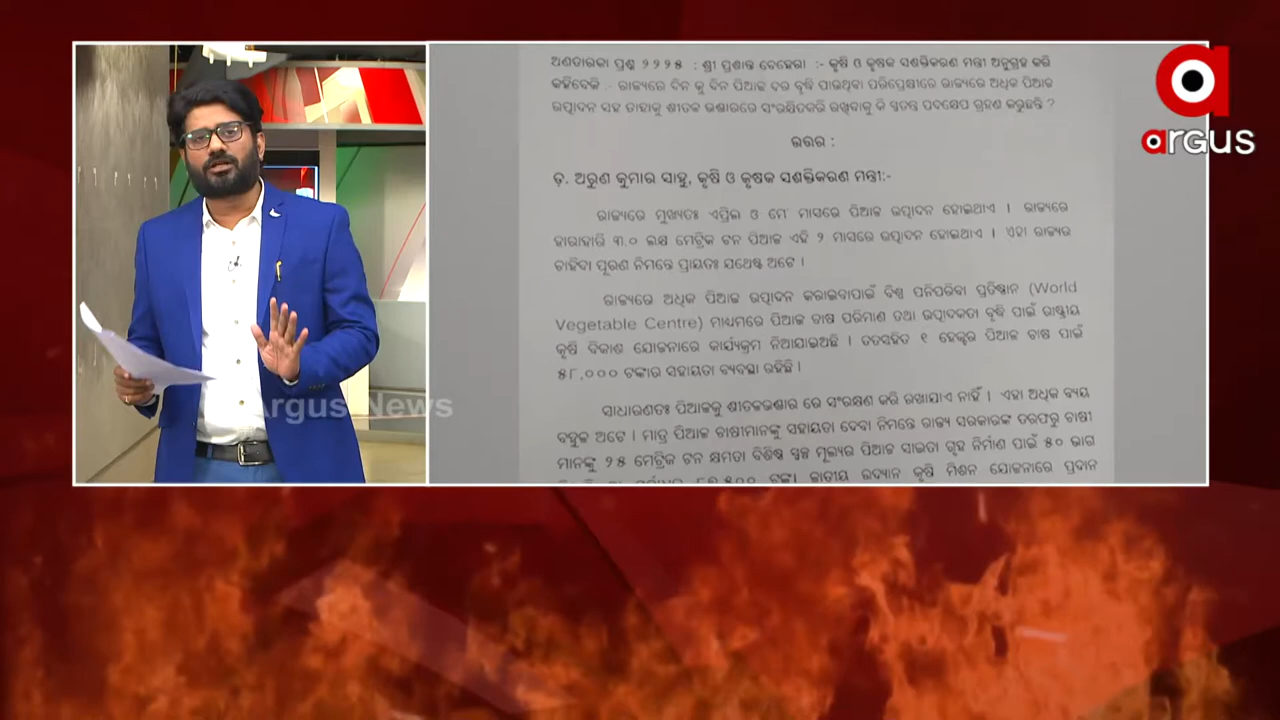 ଅଣତାରକା ପ୍ରଶ୍ନ ୨୨୨୫ : ଶ୍ରୀ ପ୍ରଶାନ୍ତ ବେହେରା :- କୃଷି ଓ କୃଷକ ସଶକ୍ତିକରଣ ମନ୍ତ୍ରୀ ଅନୁଗ୍ରହ କରି
କହିବେକି :- ରାଜ୍ୟରେ ଦିନ କୁ ଦିନ ପିଆଜ ଦର ବୃଦ୍ଧି ପାଉଥିବା ପରିପ୍ରେକ୍ଷୀରେ ରାଜ୍ୟରେ ଅଧିକ ପିଆଜ
ଉତ୍ପାଦନ ସହ ତାହାକୁ ଶୀତଳ ଭଣ୍ଡାରରେ ସଂରକ୍ଷିତକରି ରଖିବାକୁ କି ସ୍ୱତନ୍ତ୍ର ପଦକ୍ଷେପ ଗ୍ରହଣ କରୁଛନ୍ତି ?
ଉତ୍ତର :
ଡ଼. ଅରୁଣ କୁମାର ସାହୁ, କୃଷି ଓ କୃଷକ ସଶକ୍ତିକରଣ ମନ୍ତ୍ରୀ:-
ରାଜ୍ୟରେ ମୁଖ୍ୟତଃ ଏପ୍ରିଲ ଓ ମେ' ମାସରେ ପିଆଜ ଉତ୍ପାଦନ ହୋଇଥାଏ । ରାଜ୍ୟରେ
ହାରାହାରି ୩.୦ ଲକ୍ଷ ମେଟ୍ରିକ ଟନ ପିଆଜ ଏହି ୨ ମାସରେ ଉତ୍ପାଦନ ହୋଇଥାଏ । ଏହା ରାଜ୍ୟର
ଚାହିଦା ପୂରଣ ନିମନ୍ତେ ପ୍ରାୟତଃ ଯଥେଷ୍ଟ ଅଟେ ।
ରାଜ୍ୟରେ ଅଧିକ ପିଆଜ ଉତ୍ପାଦନ କରାଇବାପାଇଁ ବିଶ୍ୱ ପନିପରିବା ପ୍ରତିଷ୍ଠାନ (World
Vegetable Centre) ମାଧ୍ୟମରେ ପିଆଜ ଚାଷ ପରିମାଣ ତଥା ଉତ୍ପାଦକତା ବୃଦ୍ଧି ପାଇଁ ରାଷ୍ଟ୍ରୀୟ
କୃଷି ବିକାଶ ଯୋଜନାରେ କାର୍ଯ୍ୟକ୍ରମ ନିଆଯାଇଅଛି । ତତସହିତ ୧ ହେକ୍ଟର ପିଆଜ ଚାଷ ପାଇଁ
୫୮,୦୦୦ ଟଙ୍କାର ସହାୟତା ବ୍ୟବସ୍ଥା ରହିଛି ।
ସାଧାରଣତଃ ପିଆଜକୁ ଶୀତଳଭଣ୍ଡାର ରେ ସଂରକ୍ଷଣ କରି ରଖାଯାଏ ନାହିଁ । ଏହା ଅଧିକ ବ୍ୟୟ
ବହୁଳ ଅଟେ । ମାତ୍ର ପିଆଜ ଚାଷୀମାନଙ୍କୁ ସହାୟତା ଦେବା ନିମନ୍ତେ ରାଜ୍ୟ ସରକାରଙ୍କ ତରଫରୁ ଚାଷୀ
ମାନଙ୍କୁ ୨୫ ମେଟ୍ରିକ ଟନ କ୍ଷମତା ବିଶିଷ୍ଟ ସ୍ୱଳ୍ପ ମୂଲ୍ୟର ପିଆଜ ସାଇତା ଗୃହ ନିର୍ମାଣ ପାଇଁ ୫୦ ଭାଗ
ଟଙ୍କା ଜାତୀୟ ଉଦ୍ୟାନ କୃଷି ମିଶନ ଯୋଜନାରେ ପ୍ରଦାନ
argus
Argus News